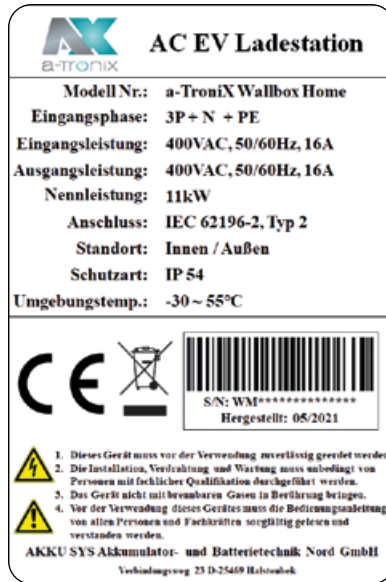 AX
a-TroniX
AC EV Ladestation
Modell Nr.: a-TroniX Wallbox Home
Eingangsphase: 3P + N + PE
Eingangsleistung: 400VAC, 50/60Hz, 16A
Ausgangsleistung: 400VAC, 50/60Hz, 16A
Nennleistung: 11kW
Anschluss: IEC 62196-2, Typ 2
Standort: Innen / Außen
Schutzart: IP 54
Umgebungstemp.: -30 ~ 55°C
CE
S/N: WM**************
Hergestellt: 05/2021
1. Dieses Gerät muss vor der Verwendung zuverlässig geerdet werden
2. Die Installation, Verdrahtung und Wartung muss unbedingt von
Personen mit fachlicher Qualifikation durchgeführt werden.
3. Das Gerät nicht mit brennbaren Gasen in Berührung bringen.
4. Vor der Verwendung dieses Gerätes muss die Bedienungsanleitung
von allen Personen und Fachkräften sorgfältig gelesen und
verstanden werden.
AKKU SYS Akkumulator- und Batterietechnik Nord GmbH
Verbindungsweg 23 D-25469 Halstenbek